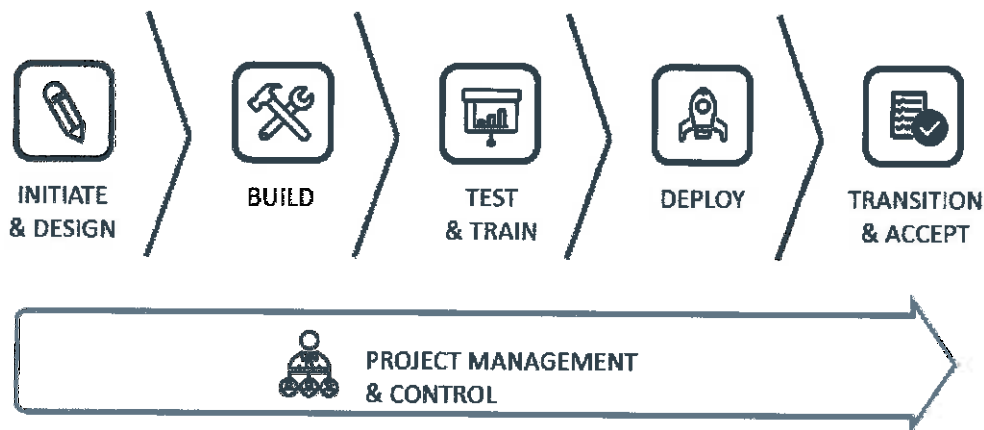 INITIATE
& DESIGN
BUILD
TEST
& TRAIN
DEPLOY
TRANSITION
& ACCEPT
PROJECT MANAGEMENT
& CONTROL